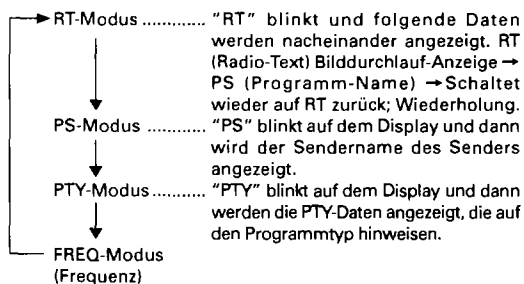 RT-Modus ............. "RT" blinkt und folgende Daten
werden nacheinander angezeigt. RT
(Radio-Text) Bilddurchlauf-Anzeige →
PS (Programm-Name) → Schaltet
wieder auf RT zurück; Wiederholung.
PS-Modus ............ "PS" blinkt auf dem Display und dann
wird der Sendername des Senders
angezeigt.
PTY-Modus ........... "PTY" blinkt auf dem Display und dann
werden die PTY-Daten angezeigt, die auf
den Programmtyp hinweisen.
FREQ-Modus
(Frequenz)